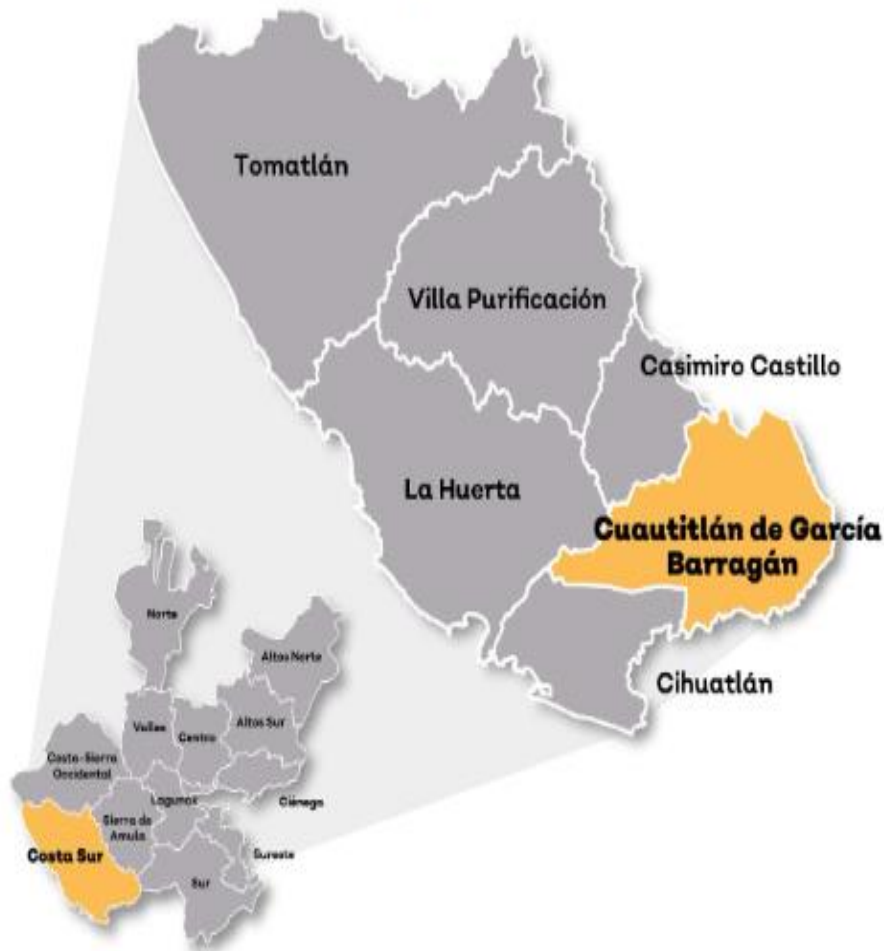 Tomatlán
Villa Purificación
Casimiro Castillo
La Huerta
Cuautitlán de García
Barragán
Cihuatlán
Norte
Altos Norte
Valles
Centro
Altos Sur
Costa-Sierra
Occidental
Lagunas
Ciénega
Sierra de
Amula
Costa Sur
Sureste
Sur